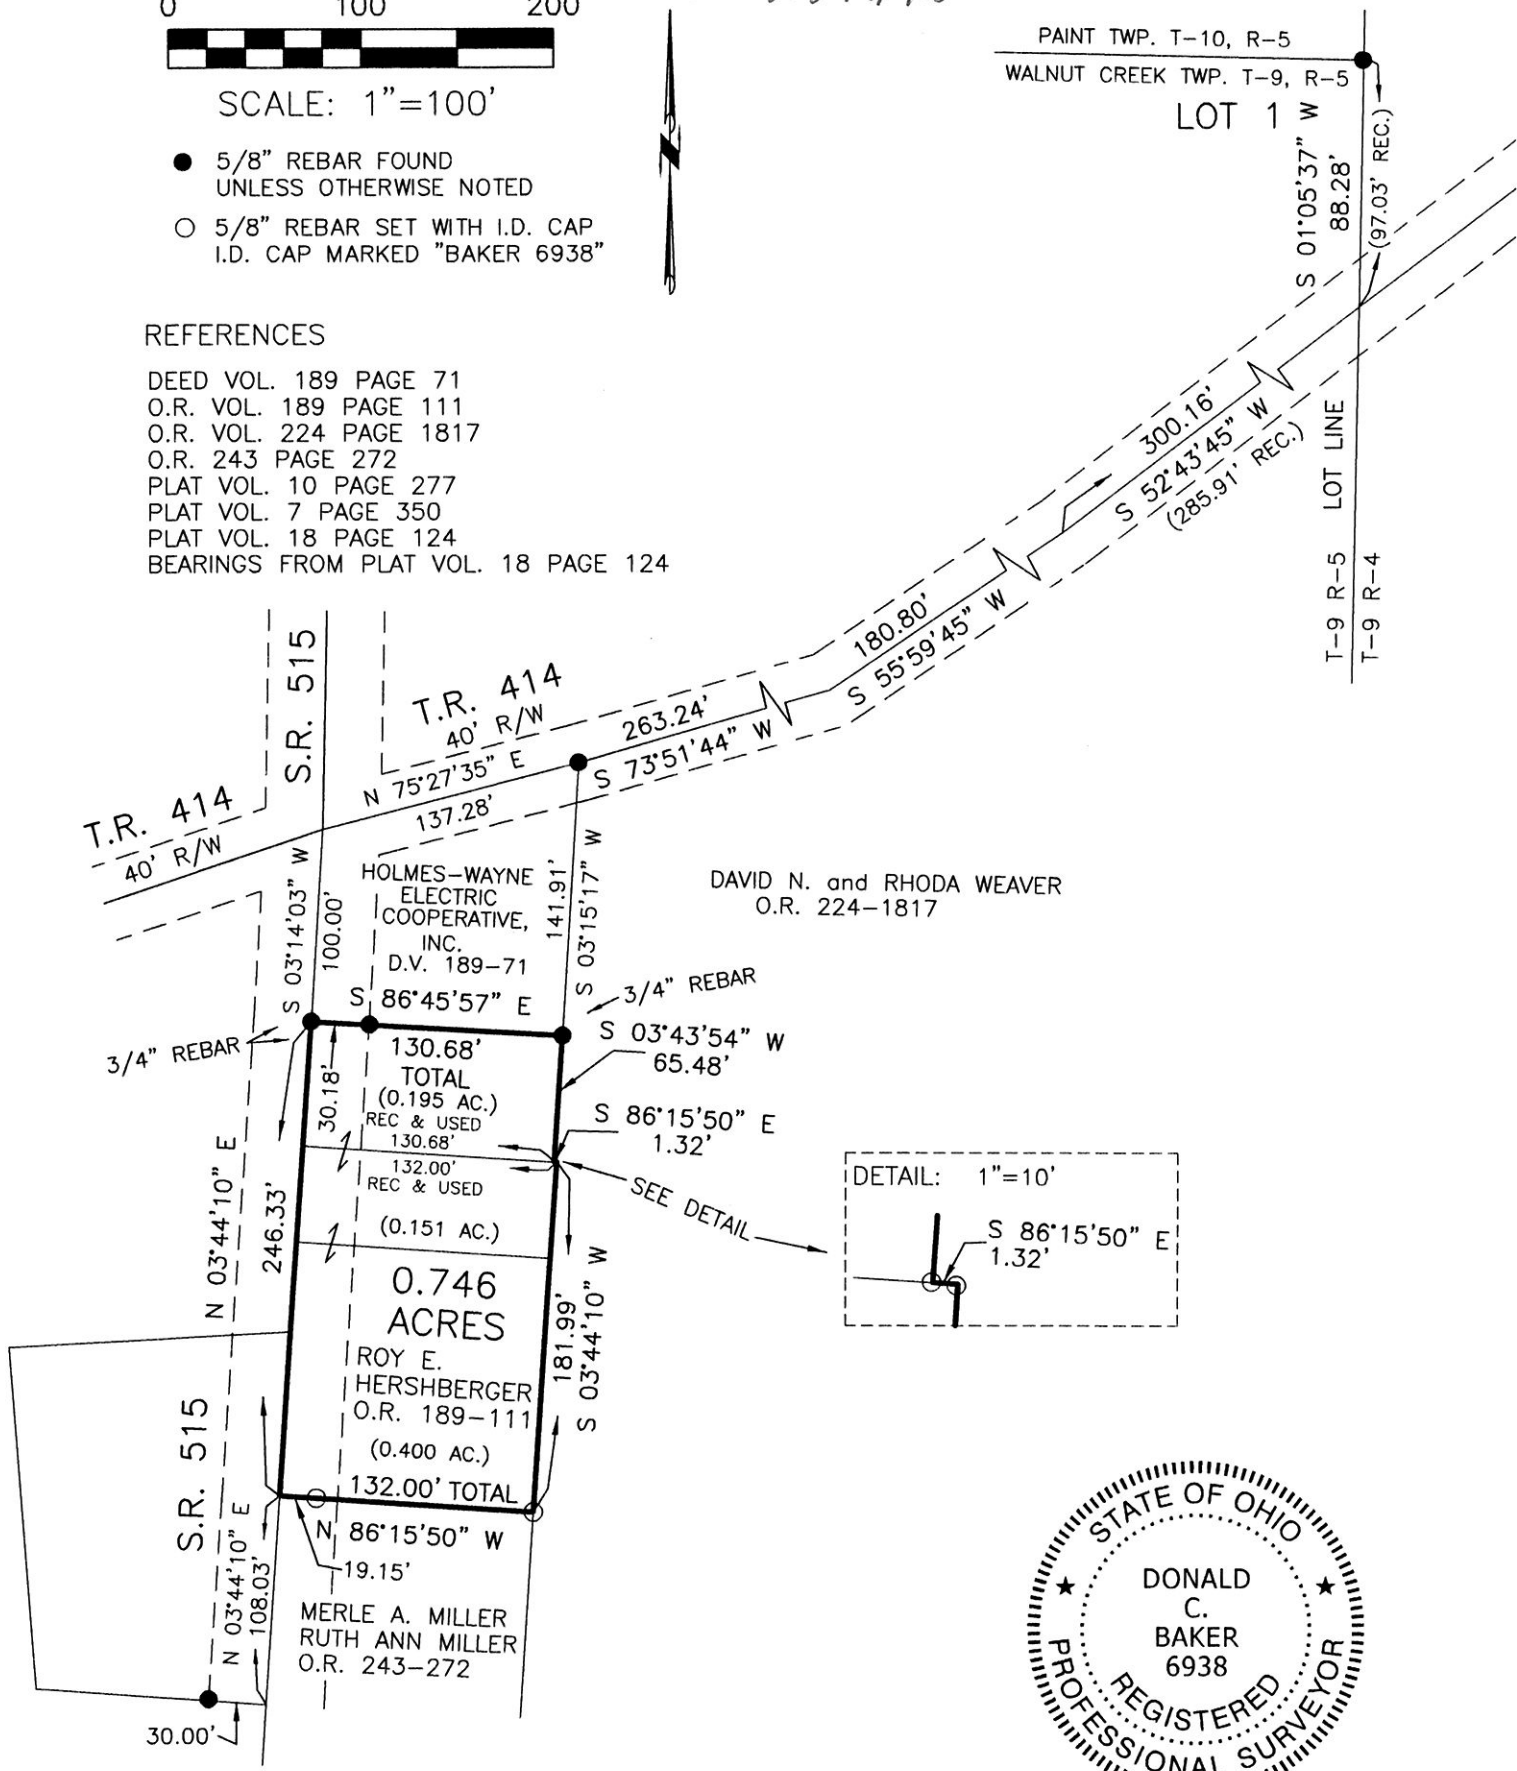 0 100 200
SCALE: 1"=100'
5/8" REBAR FOUND
UNLESS OTHERWISE NOTED
5/8" REBAR SET WITH I.D. CAP
I.D. CAP MARKED "BAKER 6938"
REFERENCES
DEED VOL. 189 PAGE 71
O.R. VOL. 189 PAGE 111
O.R. VOL. 224 PAGE 1817
O.R. 243 PAGE 272
PLAT VOL. 10 PAGE 277
PLAT VOL. 7 PAGE 350
PLAT VOL. 18 PAGE 124
BEARINGS FROM PLAT VOL. 18 PAGE 124
PAINT TWP. T-10, R-5
WALNUT CREEK TWP. T-9, R-5
LOT 1
S 01°05'37" W
88.28'
(97.03' REC.)
300.16'
S 52°43'45" W
(285.91' REC.)
LOT LINE
T-9 R-5
T-9 R-4
180.80'
S 55°59'45" W
263.24'
S 73°51'44" W
S.R. 515
T.R. 414
40' R/W
N 75°27'35" E
137.28'
T.R. 414
40' R/W
S 03°14'03" W
100.00'
HOLMES-WAYNE
ELECTRIC
COOPERATIVE,
INC.
D.V. 189-71
141.91'
S 03°15'17" W
DAVID N. and RHODA WEAVER
O.R. 224-1817
S 86°45'57" E
3/4" REBAR
3/4" REBAR
S 03°43'54" W
65.48'
130.68'
TOTAL
(0.195 AC.)
REC & USED
130.68'
30.18'
S 86°15'50" E
1.32'
132.00'
REC & USED
(0.151 AC.)
SEE DETAIL
DETAIL: 1"=10'
S 86°15'50" E
1.32'
N 03°44'10" E
246.33'
0.746
ACRES
ROY E.
HERSHBERGER
O.R. 189-111
(0.400 AC.)
132.00' TOTAL
181.99'
S 03°44'10" W
N 86°15'50" W
19.15'
S.R. 515
N 03°44'10" E
108.03'
MERLE A. MILLER
RUTH ANN MILLER
O.R. 243-272
30.00'
STATE OF OHIO
DONALD
C.
BAKER
6938
REGISTERED
PROFESSIONAL SURVEYOR